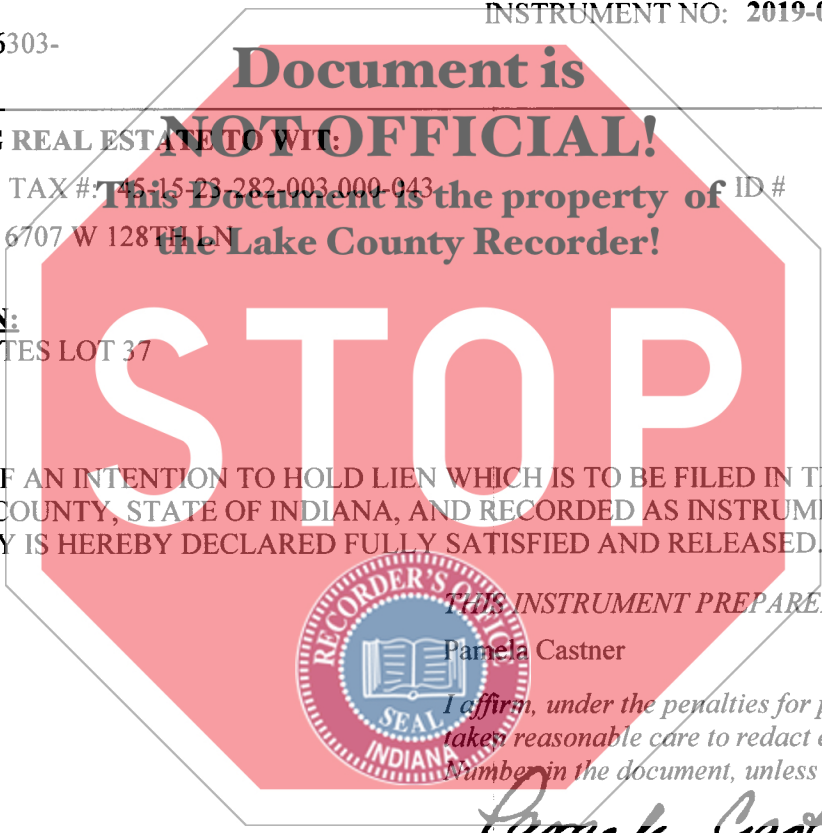 INSTRUMENT NO: 2019-0
6303-
Document is
NOT OFFICIAL!
REAL ESTATE TO WIT:
TAX #: 45-15-23-282-003.000-043 ID #
This Document is the property of
6707 W 128TH LN
the Lake County Recorder!
N:
TES LOT 37
STOP
F AN INTENTION TO HOLD LIEN WHICH IS TO BE FILED IN T
COUNTY, STATE OF INDIANA, AND RECORDED AS INSTRUM
Y IS HEREBY DECLARED FULLY SATISFIED AND RELEASED.
THIS INSTRUMENT PREPARE
Pamela Castner
I affirm, under the penalties for p
taken reasonable care to redact e
Number in the document, unless
RECORDER'S OFFICE
SEAL
INDIANA